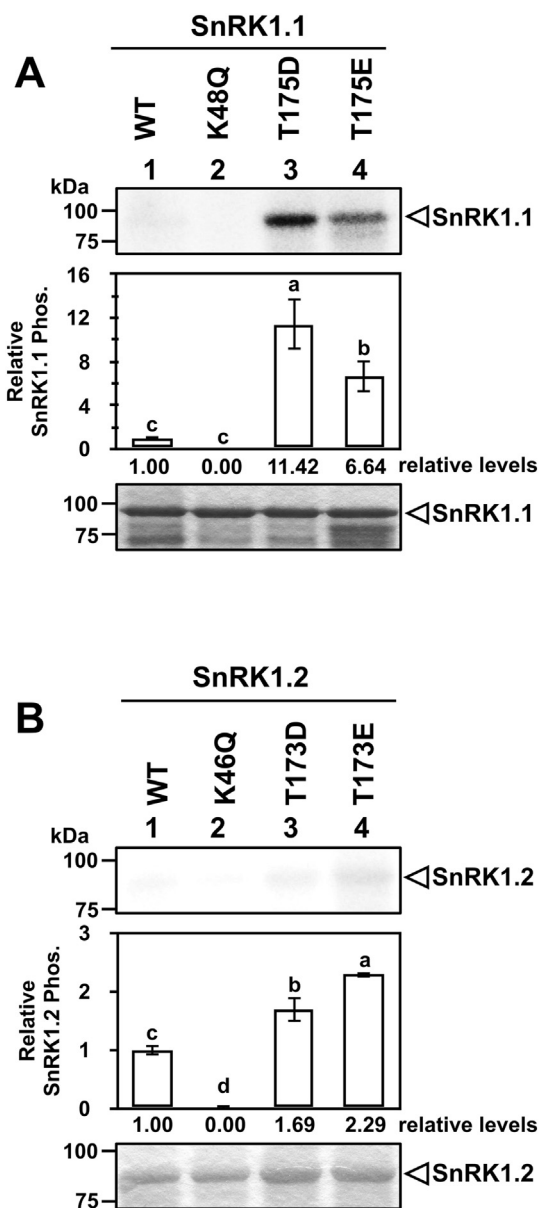 SnRK1.1
A
WT
K48Q
T175D
T175E
1 2 3 4
kDa
100
75
SnRK1.1
Relative
SnRK1.1 Phos.
16
12
8
4
0
c
c
a
b
1.00 0.00 11.42 6.64 relative levels
100
75
SnRK1.1
SnRK1.2
B
WT
K46Q
T173D
T173E
1 2 3 4
kDa
100
75
SnRK1.2
Relative
SnRK1.2 Phos.
3
2
1
0
c
d
b
a
1.00 0.00 1.69 2.29 relative levels
100
75
SnRK1.2